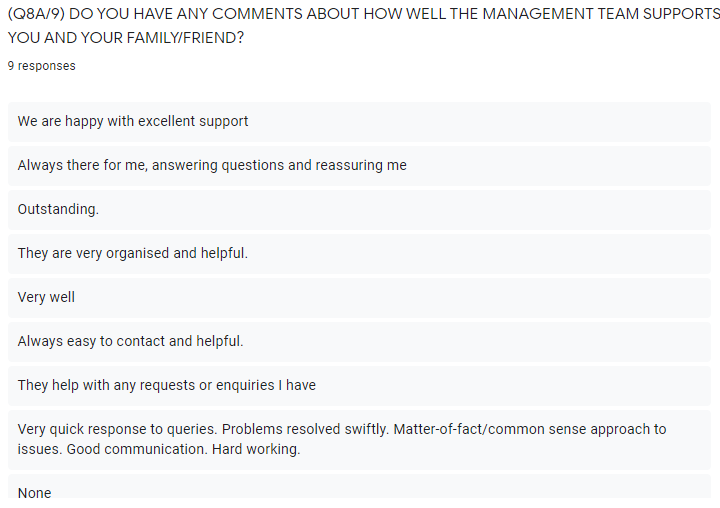 (Q8A/9) DO YOU HAVE ANY COMMENTS ABOUT HOW WELL THE MANAGEMENT TEAM SUPPORTS
YOU AND YOUR FAMILY/FRIEND?
9 responses
We are happy with excellent support
Always there for me, answering questions and reassuring me
Outstanding.
They are very organised and helpful.
Very well
Always easy to contact and helpful.
They help with any requests or enquiries I have
Very quick response to queries. Problems resolved swiftly. Matter-of-fact/common sense approach to
issues. Good communication. Hard working.
None